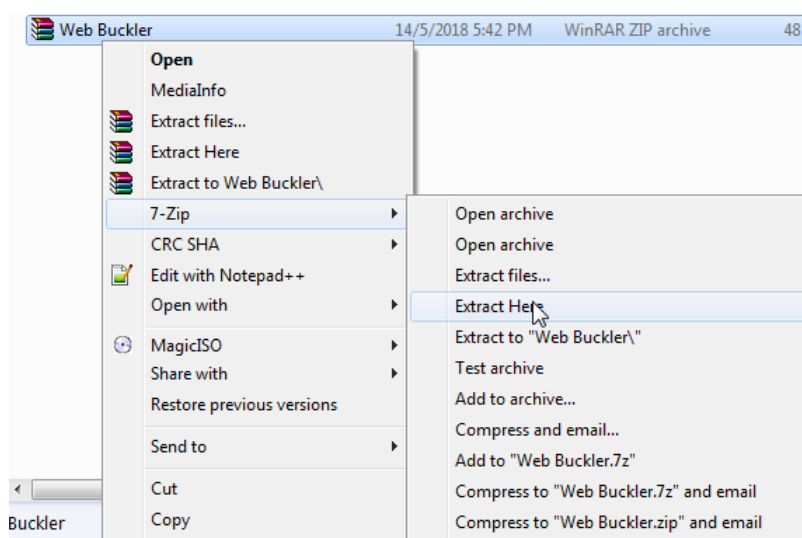 Web Buckler 14/5/2018 5:42 PM WinRAR ZIP archive 48
Open
MediaInfo
Extract files...
Extract Here
Extract to Web Buckler\
7-Zip
CRC SHA
Edit with Notepad++
Open with
MagicISO
Share with
Restore previous versions
Send to
Cut
Copy
Open archive
Open archive
Extract files...
Extract Here
Extract to "Web Buckler\"
Test archive
Add to archive...
Compress and email...
Add to "Web Buckler.7z"
Compress to "Web Buckler.7z" and email
Compress to "Web Buckler.zip" and email
Buckler